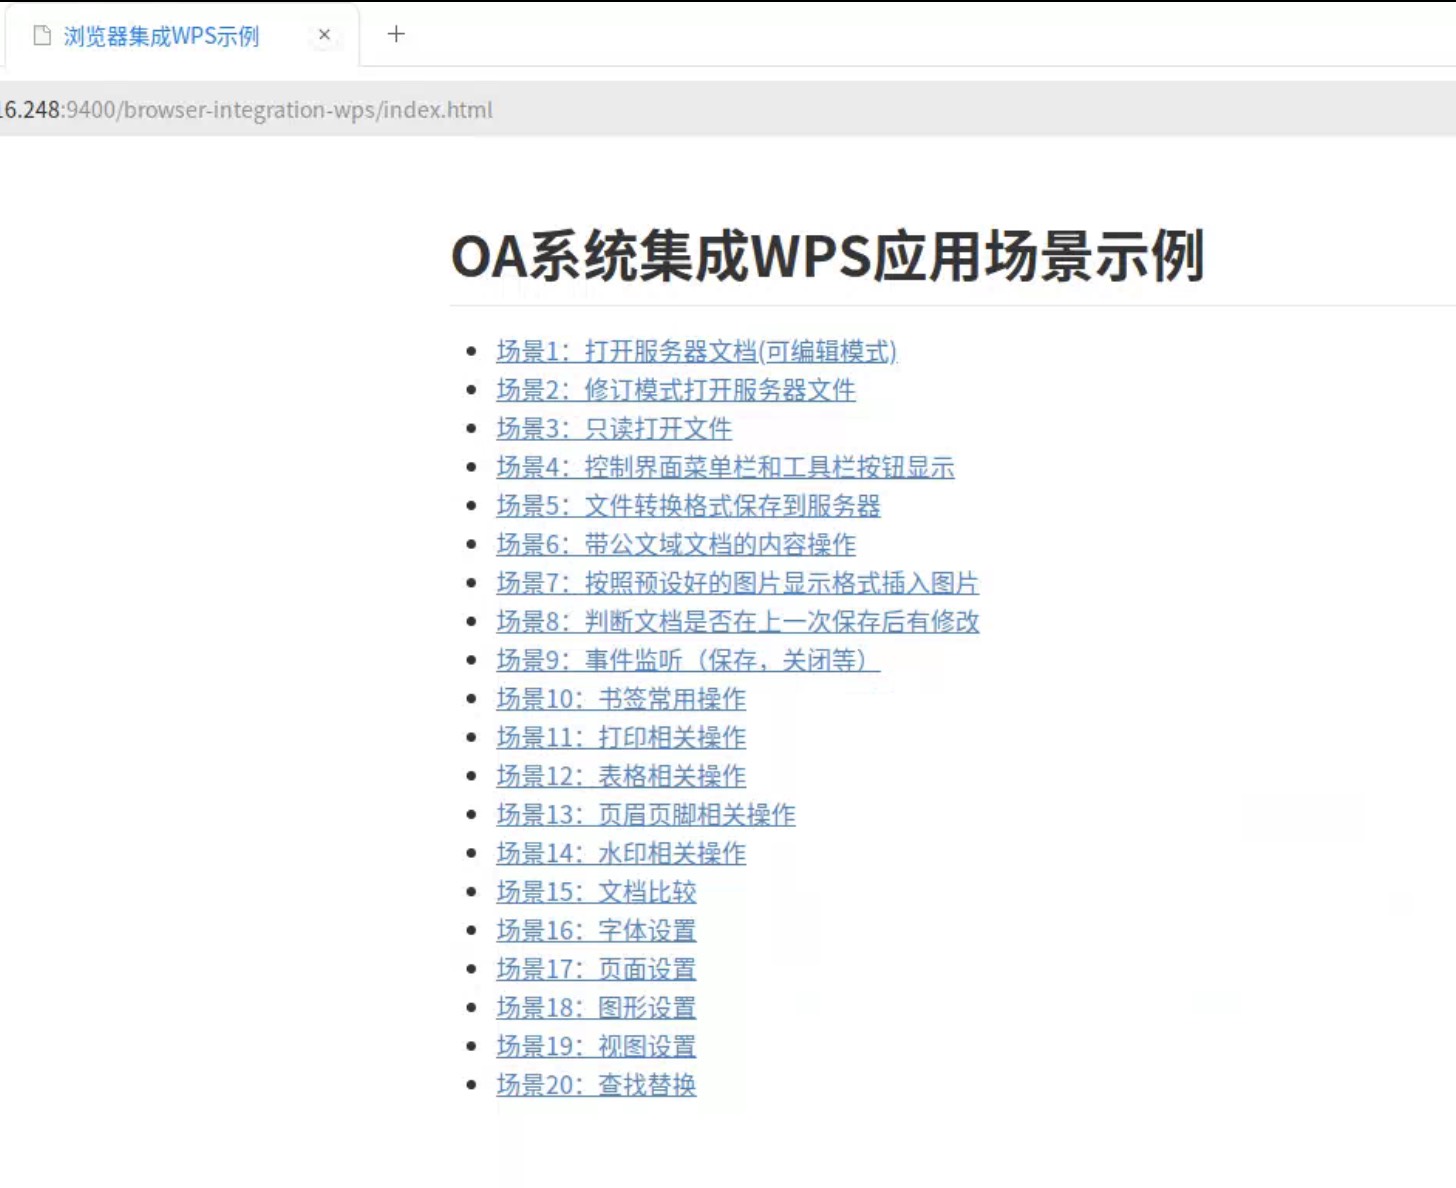 浏览器集成WPS示例
16.248:9400/browser-integration-wps/index.html
OA系统集成WPS应用场景示例
场景1：打开服务器文档(可编辑模式)
场景2：修订模式打开服务器文件
场景3：只读打开文件
场景4：控制界面菜单栏和工具栏按钮显示
场景5：文件转换格式保存到服务器
场景6：带公文域文档的内容操作
场景7：按照预设好的图片显示格式插入图片
场景8：判断文档是否在上一次保存后有修改
场景9：事件监听（保存，关闭等）
场景10：书签常用操作
场景11：打印相关操作
场景12：表格相关操作
场景13：页眉页脚相关操作
场景14：水印相关操作
场景15：文档比较
场景16：字体设置
场景17：页面设置
场景18：图形设置
场景19：视图设置
场景20：查找替换